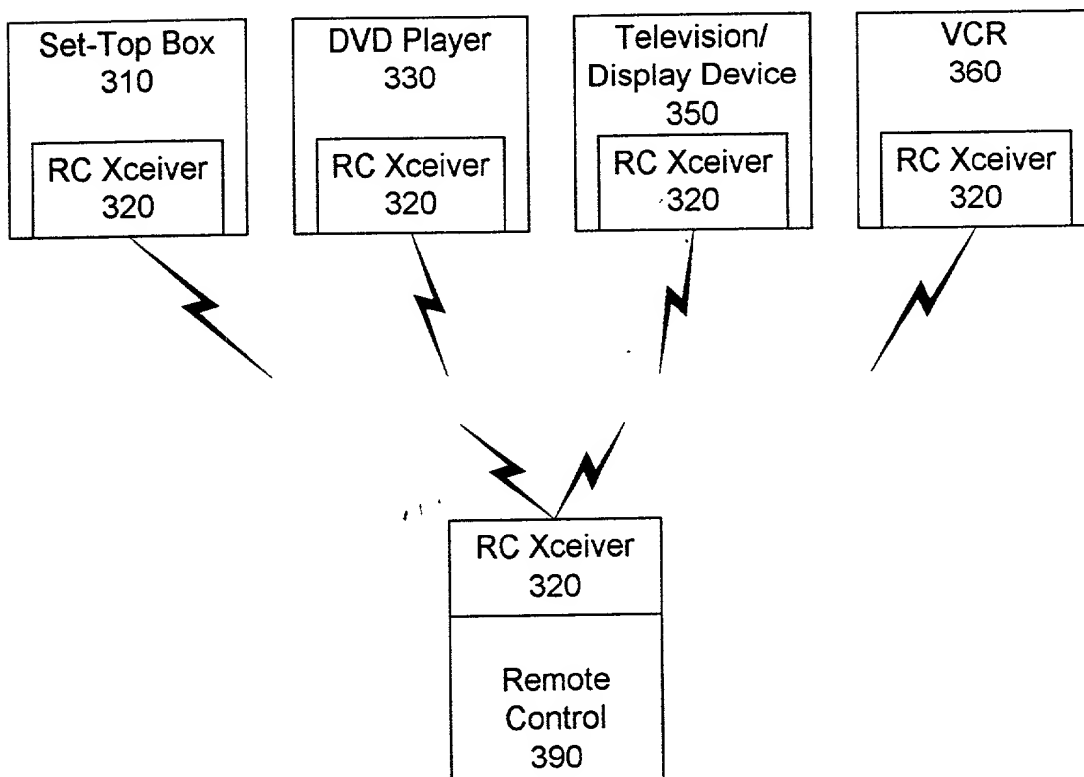 Set-Top Box
310
RC Xceiver
320
DVD Player
330
RC Xceiver
320
Television/
Display Device
350
RC Xceiver
320
VCR
360
RC Xceiver
320
RC Xceiver
320
Remote
Control
390